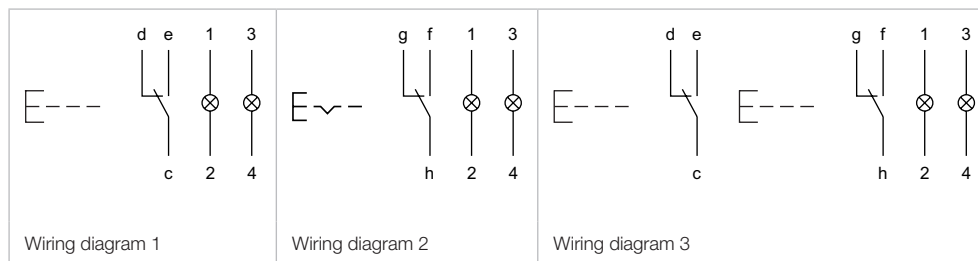 d e 1 3 g f 1 3 d e g f 1 3
c 2 4 h 2 4 c h 2 4
Wiring diagram 1 Wiring diagram 2 Wiring diagram 3